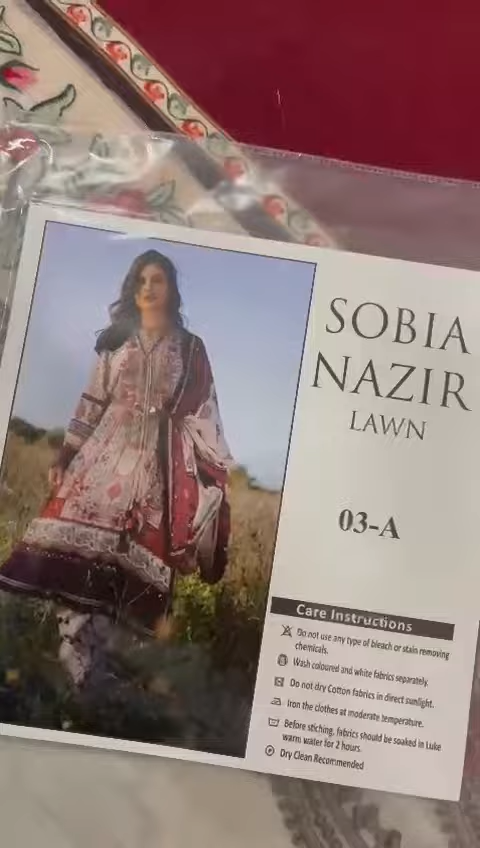 SOBIA
NAZIR
LAWN
03-A
Care Instructions
Do not use any type of bleach or stain removing
chemicals.
Wash coloured and white fabrics separately.
Do not dry Cotton fabrics in direct sunlight.
Iron the clothes at moderate temperature.
Before stiching, fabrics should be soaked in Luke
warm water for 2 hours.
Dry Clean Recommended